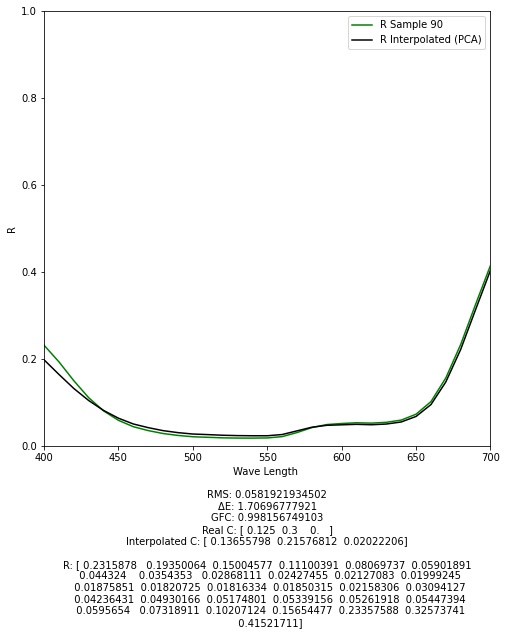 1.0
R Sample 90
R Interpolated (PCA)
0.8
0.6
R
0.4
0.2
0.0
400 450 500 550 600 650 700
Wave Length
RMS: 0.0581921934502
ΔE: 1.70696777921
GFC: 0.998156749103
Real C: [ 0.125 0.3 0. ]
Interpolated C: [ 0.13655798 0.21576812 0.02022206]
R: [ 0.2315878 0.19350064 0.15004577 0.11100391 0.08069737 0.05901891
0.044324 0.0354353 0.02868111 0.02427455 0.02127083 0.01999245
0.01875851 0.01820725 0.01816334 0.01850315 0.02158306 0.03094127
0.04236431 0.04930166 0.05174801 0.05339156 0.05261918 0.05447394
0.0595654 0.07318911 0.10207124 0.15654477 0.23357588 0.32573741
0.41521711]